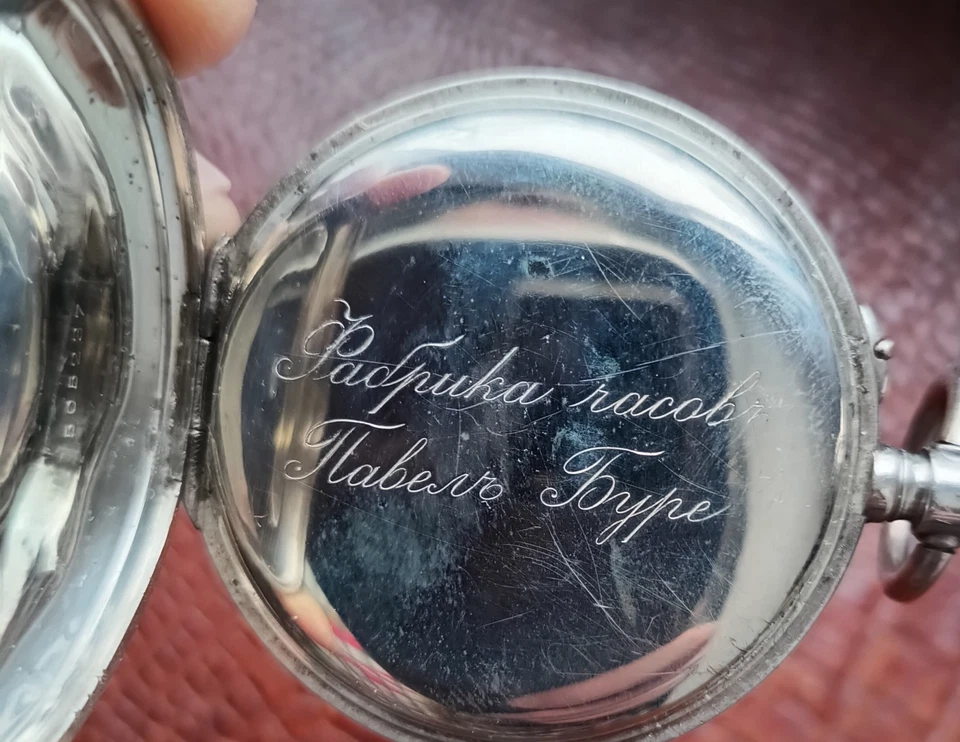 Фабрика часовъ
Павелъ Буре